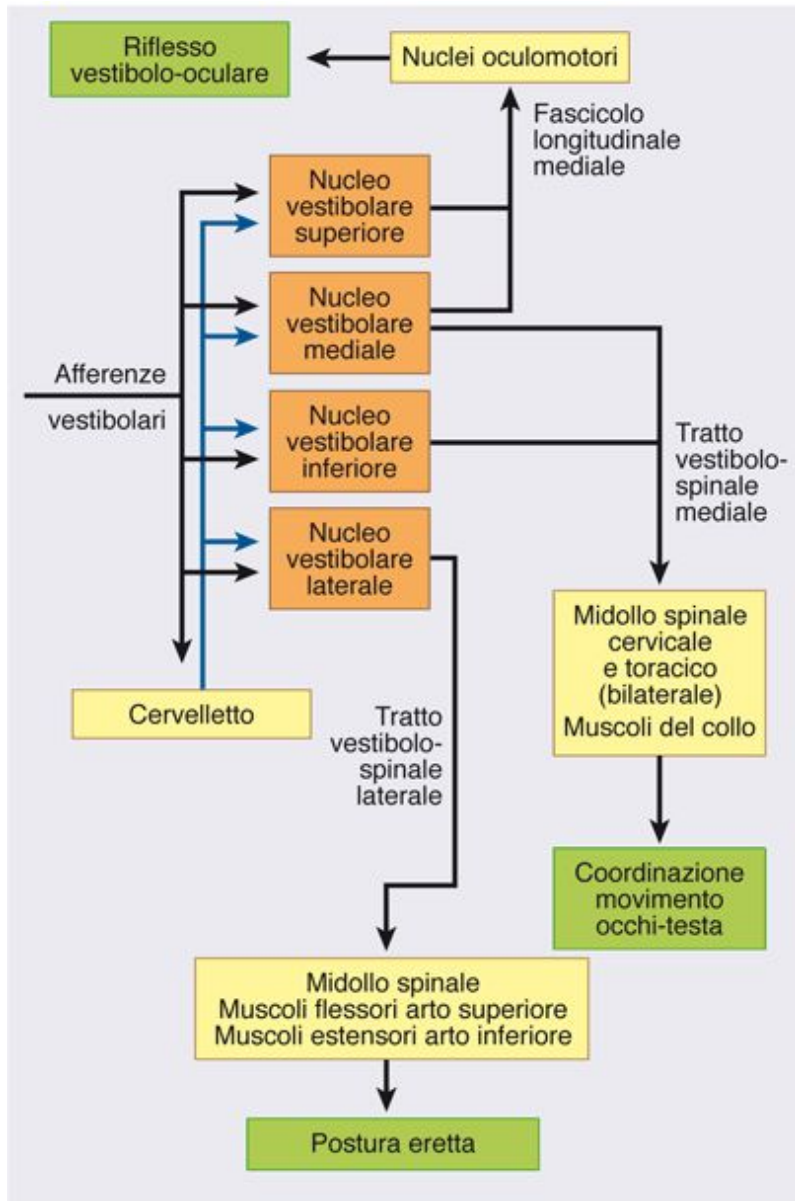 Riflesso
vestibolo-oculare
Nuclei oculomotori
Fascicolo
longitudinale
mediale
Nucleo
vestibolare
superiore
Nucleo
vestibolare
mediale
Afferenze
vestibolari
Nucleo
vestibolare
inferiore
Tratto
vestibolo-
spinale
mediale
Nucleo
vestibolare
laterale
Midollo spinale
cervicale
e toracico
(bilaterale)
Muscoli del collo
Cervelletto
Tratto
vestibolo-
spinale
laterale
Coordinazione
movimento
occhi-testa
Midollo spinale
Muscoli flessori arto superiore
Muscoli estensori arto inferiore
Postura eretta